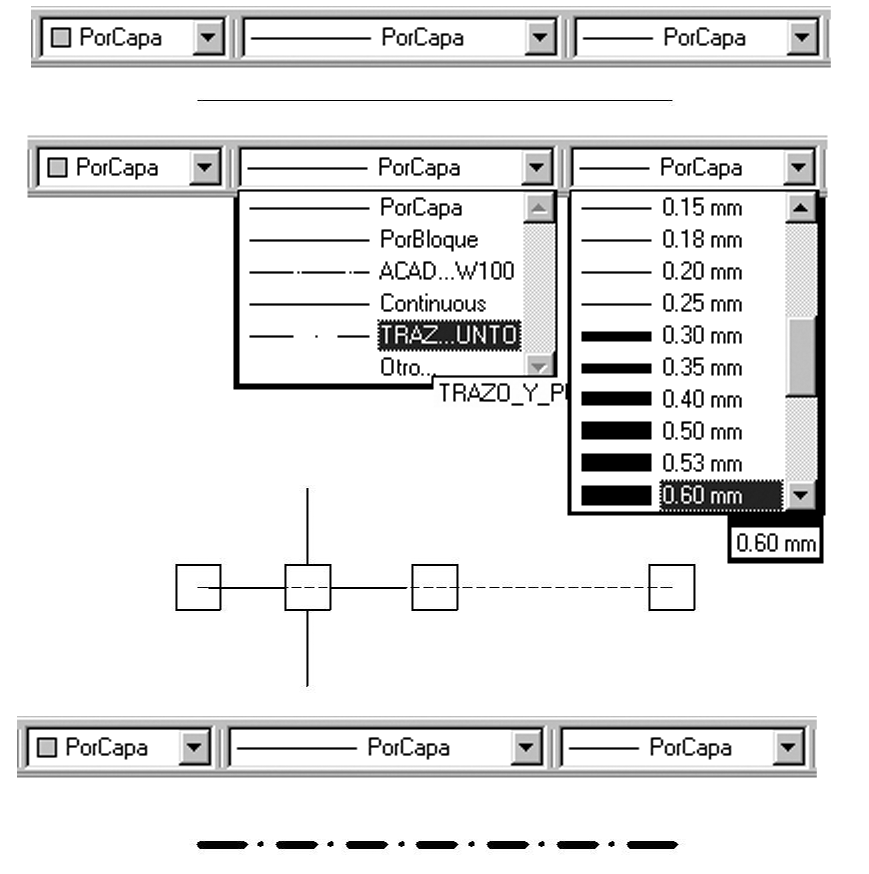 PorCapa PorCapa PorCapa
PorCapa PorCapa PorCapa
PorCapa
PorBloque
ACAD...W100
Continuous
TRAZ...UNTO
Otro...
TRAZO_Y_P
0.15 mm
0.18 mm
0.20 mm
0.25 mm
0.30 mm
0.35 mm
0.40 mm
0.50 mm
0.53 mm
0.60 mm
0.60 mm
PorCapa PorCapa PorCapa